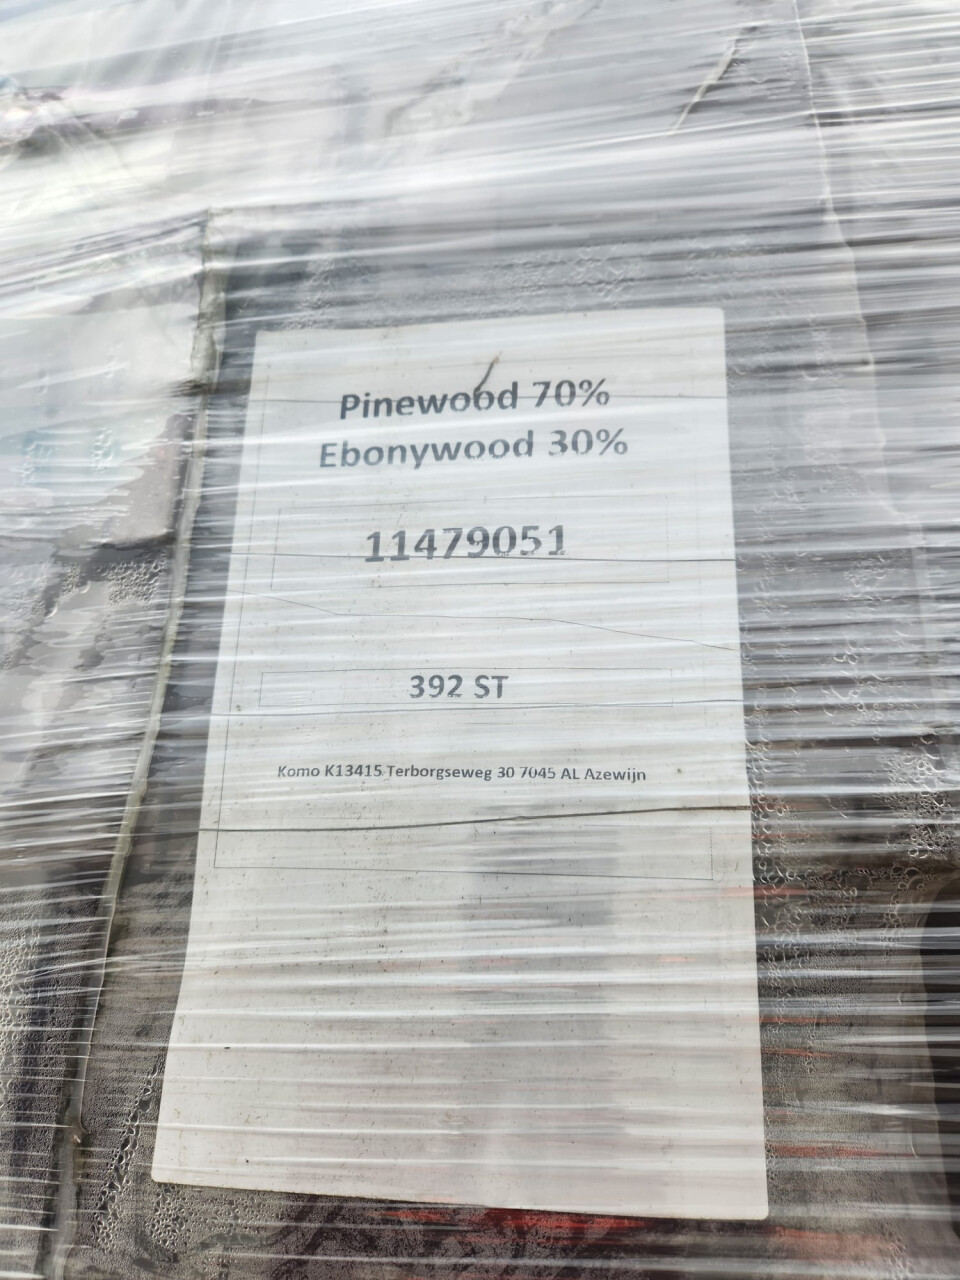 Pinewood 70%
Ebonywood 30%
11479051
392 ST
Komo K13415 Terborgseweg 30 7045 AL Azewijn